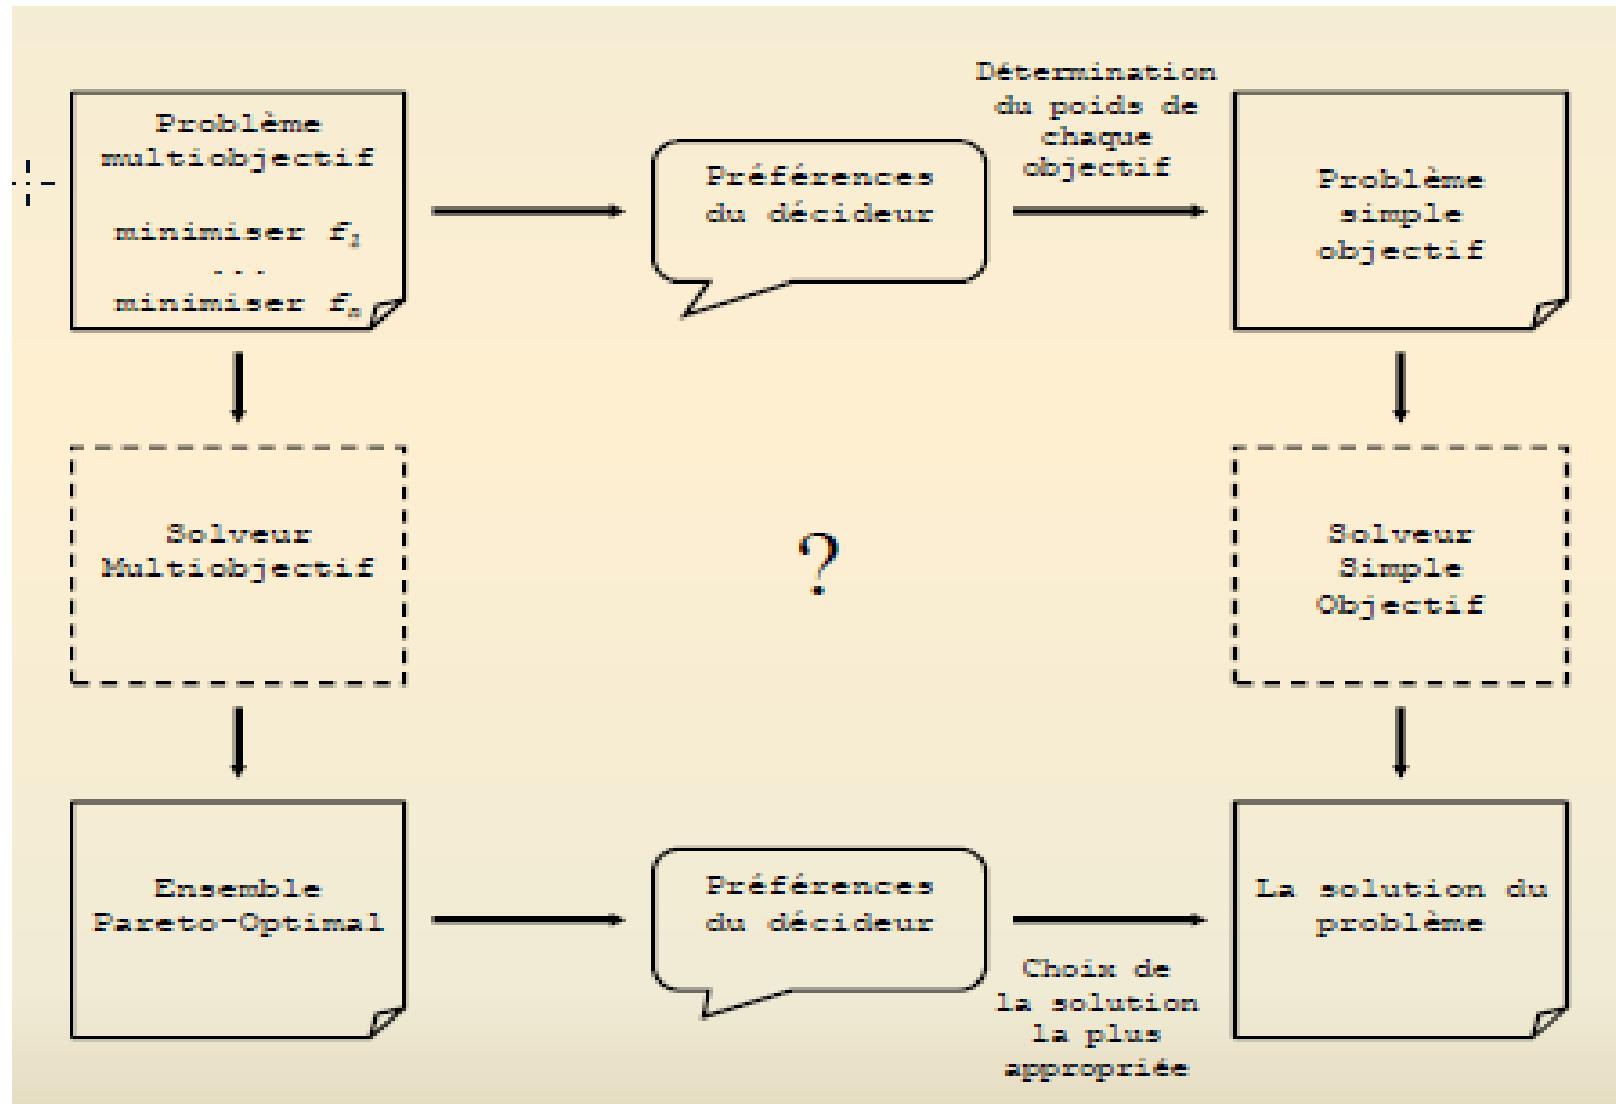 Problème
multiobjectif
minimiser f₁
...
minimiser fₙ
Préférences
du décideur
Détermination
du poids de
chaque
objectif
Problème
simple
objectif
Solveur
Multiobjectif
?
Solveur
Simple
Objectif
Ensemble
Pareto-Optimal
Préférences
du décideur
Choix de
la solution
la plus
appropriée
La solution du
problème